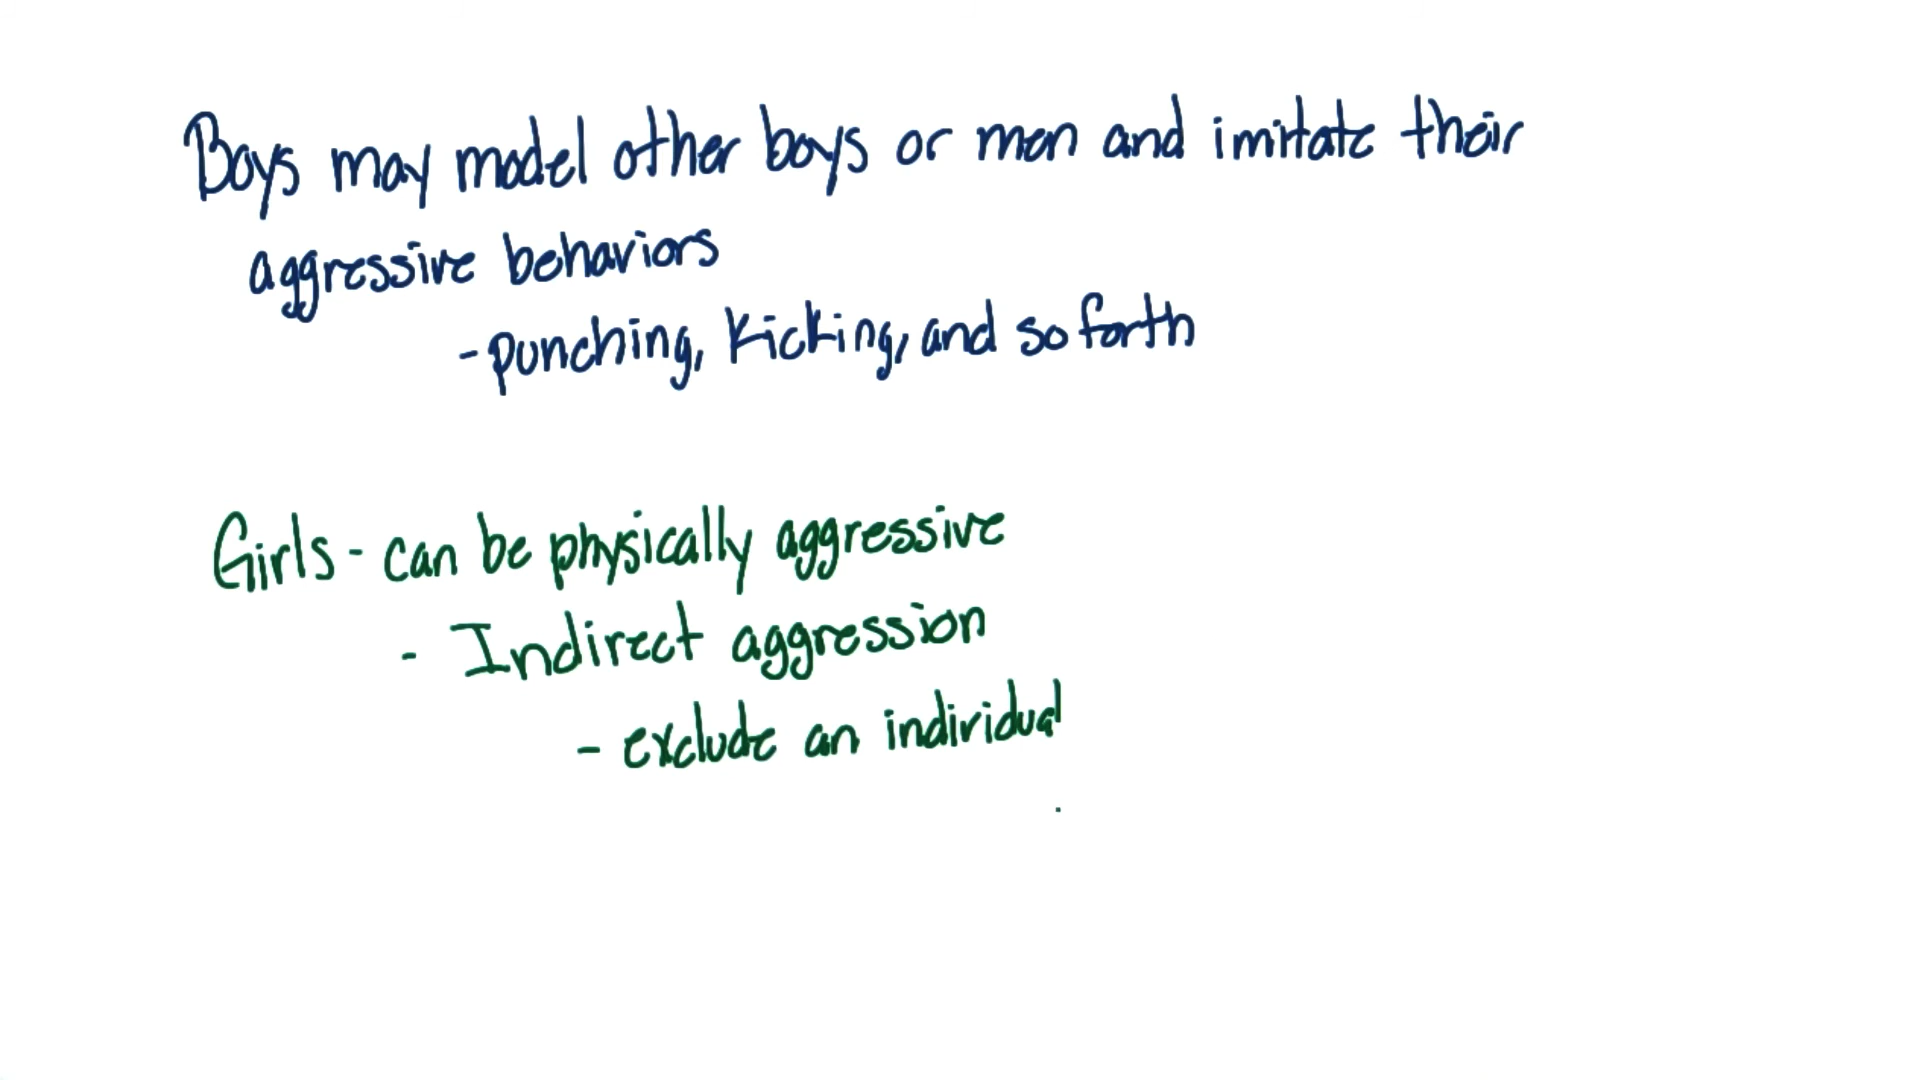 Boys may model other boys or men and imitate their
aggressive behaviors
- punching, kicking, and so forth
Girls - can be physically aggressive
- Indirect aggression
- exclude an individual